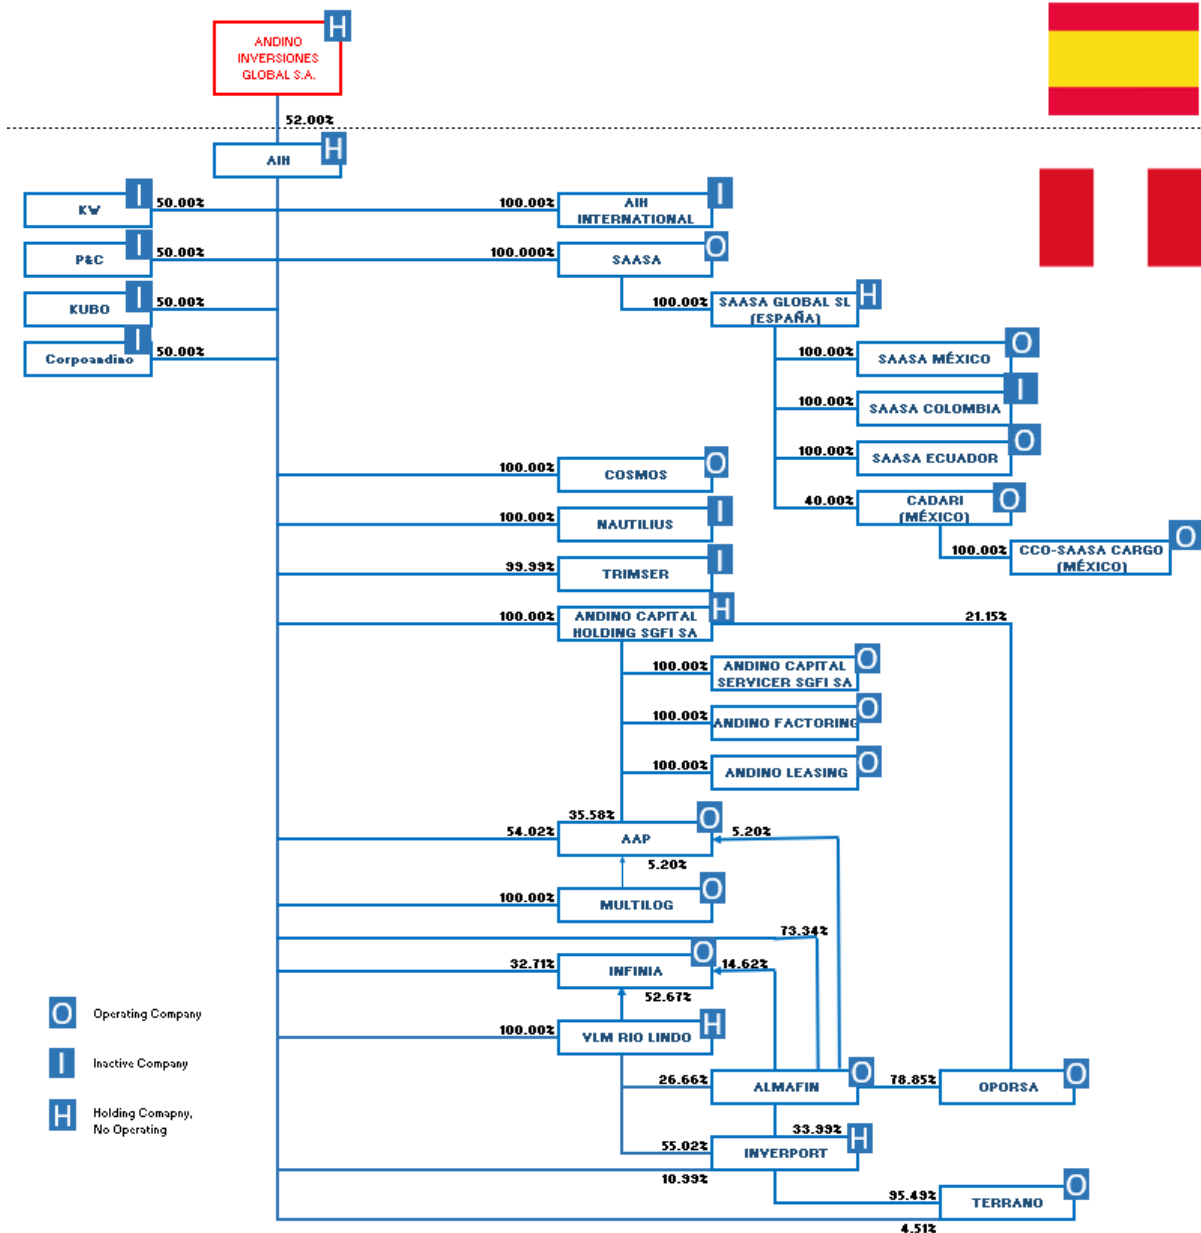 H
ANDINO
INVERSIONES
GLOBAL S.A.
52.00%
H
AIH
I
KW
50.00%
100.00%
I
AIH
INTERNATIONAL
I
P&C
50.00%
100.000%
O
SAASA
I
KUBO
50.00%
100.00%
H
SAASA GLOBAL SL
(ESPAÑA)
I
Corpoandino
50.00%
100.00%
O
SAASA MÉXICO
100.00%
I
SAASA COLOMBIA
100.00%
O
SAASA ECUADOR
100.00%
O
COSMOS
40.00%
O
CADARI
(MÉXICO)
100.00%
I
NAUTILIUS
100.00%
O
CCO-SAASA CARGO
(MÉXICO)
99.99%
I
TRIMSER
100.00%
H
ANDINO CAPITAL
HOLDING SGFI SA
21.15%
100.00%
O
ANDINO CAPITAL
SERVICER SGFI SA
100.00%
O
ANDINO FACTORING
100.00%
O
ANDINO LEASING
35.58%
54.02%
O
AAP
5.20%
5.20%
100.00%
O
MULTILOG
73.34%
32.71%
O
INFINIA
14.62%
52.67%
100.00%
H
VLM RIO LINDO
26.66%
O
ALMAFIN
78.85%
O
OPORSA
33.99%
55.02%
H
INVERPORT
10.99%
95.49%
O
TERRANO
4.51%
O
Operating Company
I
Inactive Company
H
Holding Comapny,
No Operating